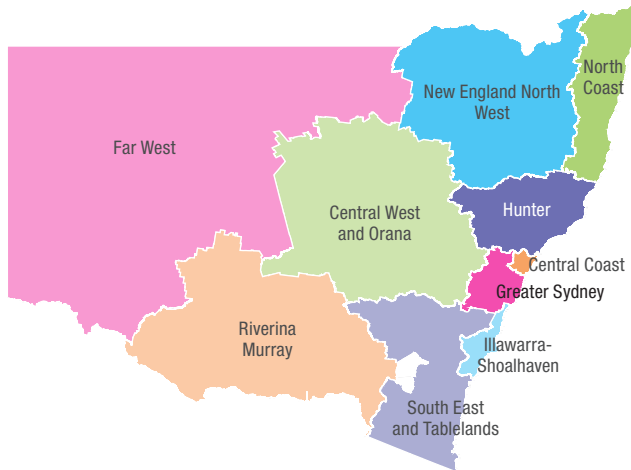 North
Coast
New England North
West
Far West
Central West
and Orana
Hunter
Central Coast
Greater Sydney
Riverina
Murray
Illawarra-
Shoalhaven
South East
and Tablelands